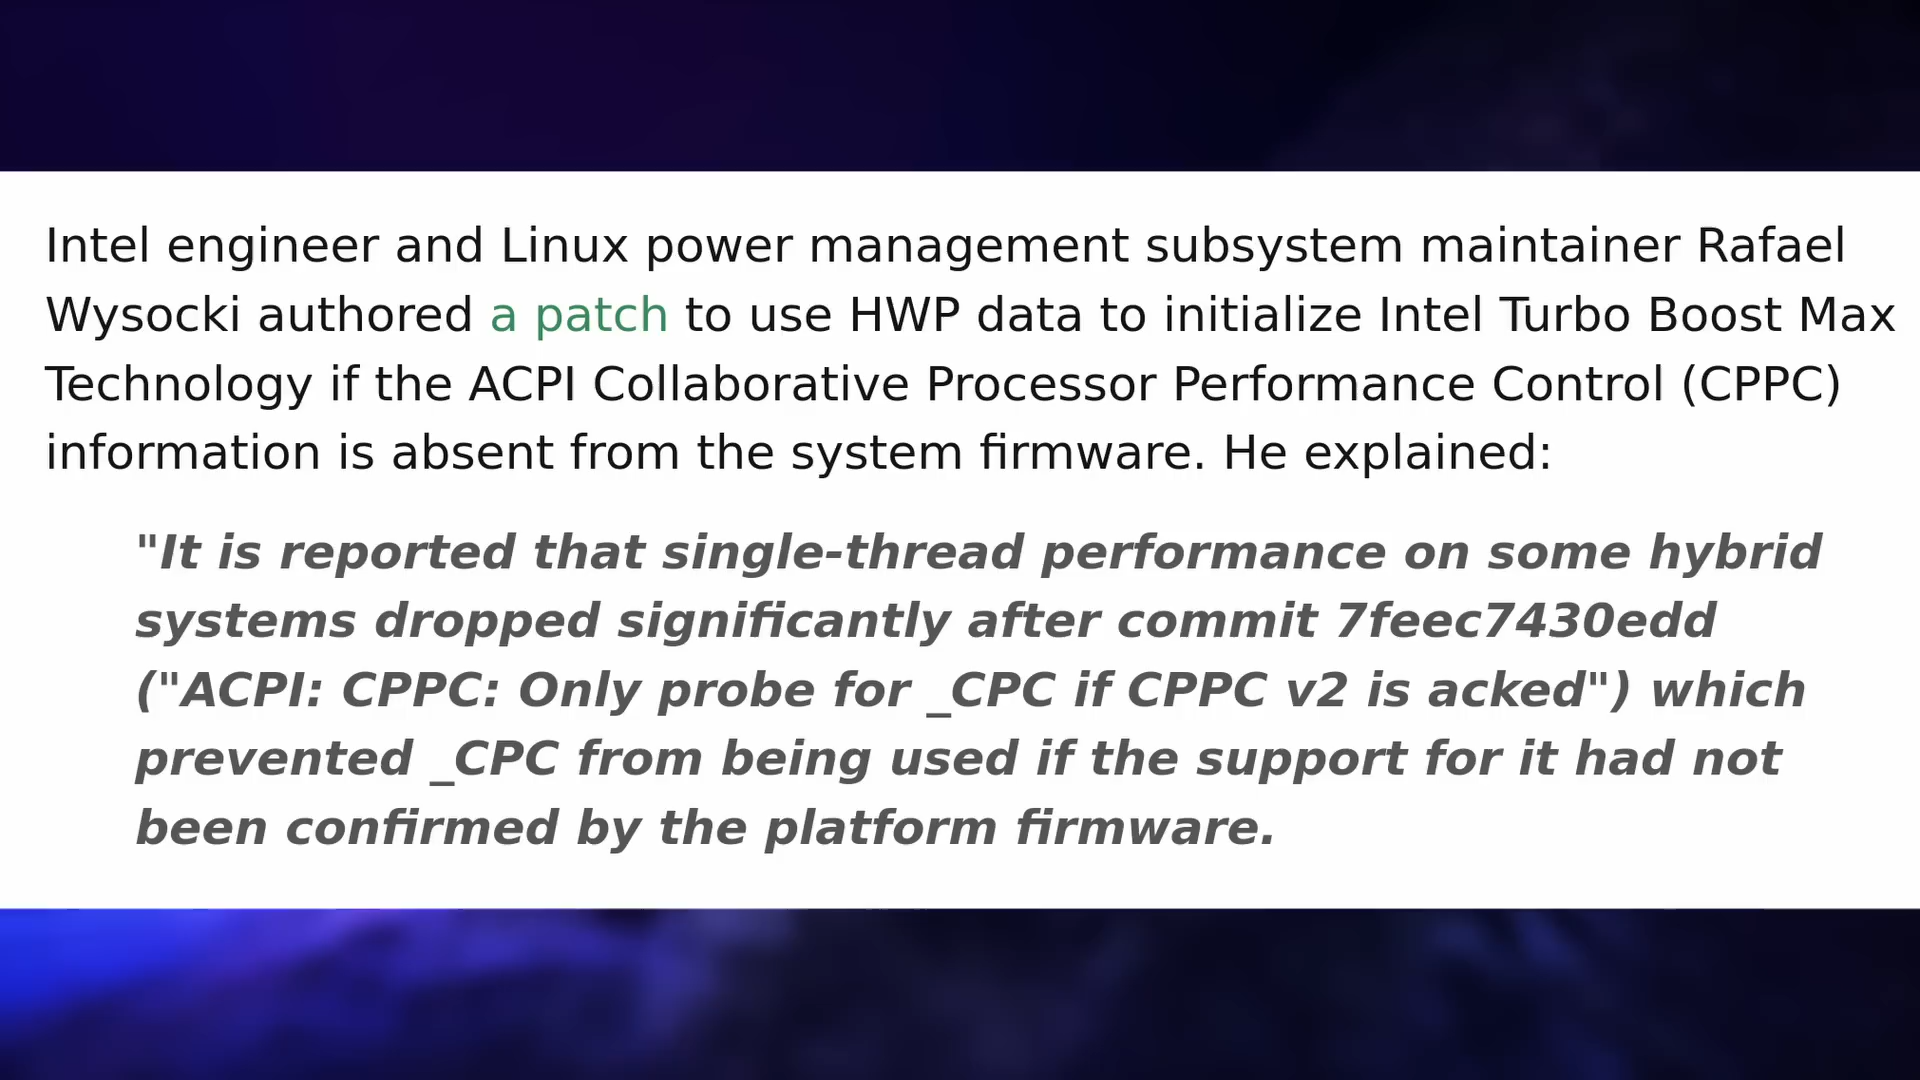 Intel engineer and Linux power management subsystem maintainer Rafael
Wysocki authored a patch to use HWP data to initialize Intel Turbo Boost Max
Technology if the ACPI Collaborative Processor Performance Control (CPPC)
information is absent from the system firmware. He explained:
"It is reported that single-thread performance on some hybrid
systems dropped significantly after commit 7feec7430edd
("ACPI: CPPC: Only probe for _CPC if CPPC v2 is acked") which
prevented _CPC from being used if the support for it had not
been confirmed by the platform firmware.